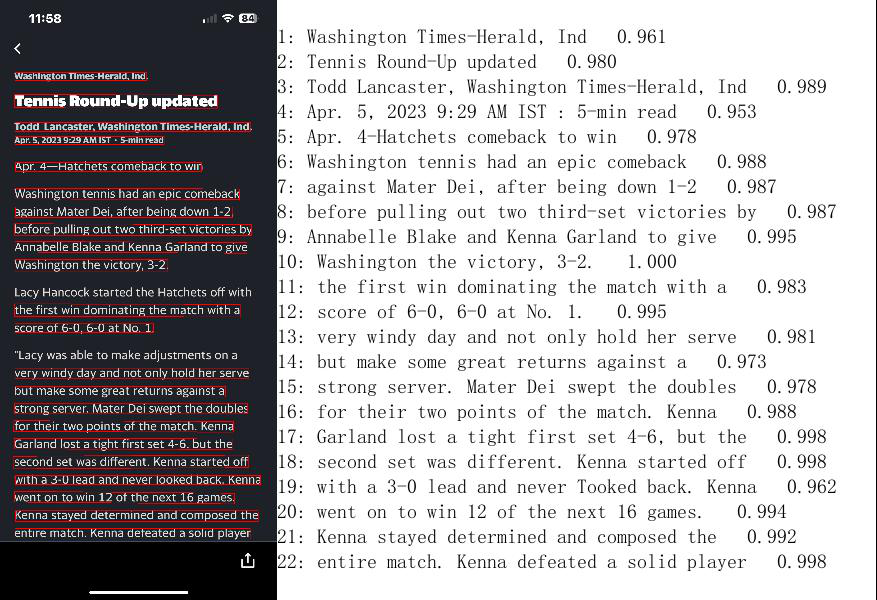 11:58
84
Washington Times-Herald, Ind.
Tennis Round-Up updated
Todd Lancaster, Washington Times-Herald, Ind.
Apr. 5, 2023 9:29 AM IST · 5-min read
Apr. 4—Hatchets comeback to win
Washington tennis had an epic comeback
against Mater Dei, after being down 1-2
before pulling out two third-set victories by
Annabelle Blake and Kenna Garland to give
Washington the victory, 3-2.
Lacy Hancock started the Hatchets off with
the first win dominating the match with a
score of 6-0, 6-0 at No. 1.
"Lacy was able to make adjustments on a
very windy day and not only hold her serve
but make some great returns against a
strong server. Mater Dei swept the doubles
for their two points of the match. Kenna
Garland lost a tight first set 4-6, but the
second set was different. Kenna started off
with a 3-0 lead and never looked back. Kenna
went on to win 12 of the next 16 games.
Kenna stayed determined and composed the
entire match. Kenna defeated a solid player
1: Washington Times-Herald, Ind 0.961
2: Tennis Round-Up updated 0.980
3: Todd Lancaster, Washington Times-Herald, Ind 0.989
4: Apr. 5, 2023 9:29 AM IST : 5-min read 0.953
5: Apr. 4-Hatchets comeback to win 0.978
6: Washington tennis had an epic comeback 0.988
7: against Mater Dei, after being down 1-2 0.987
8: before pulling out two third-set victories by 0.987
9: Annabelle Blake and Kenna Garland to give 0.995
10: Washington the victory, 3-2. 1.000
11: the first win dominating the match with a 0.983
12: score of 6-0, 6-0 at No. 1. 0.995
13: very windy day and not only hold her serve 0.981
14: but make some great returns against a 0.973
15: strong server. Mater Dei swept the doubles 0.978
16: for their two points of the match. Kenna 0.988
17: Garland lost a tight first set 4-6, but the 0.998
18: second set was different. Kenna started off 0.998
19: with a 3-0 lead and never Tooked back. Kenna 0.962
20: went on to win 12 of the next 16 games. 0.994
21: Kenna stayed determined and composed the 0.992
22: entire match. Kenna defeated a solid player 0.998